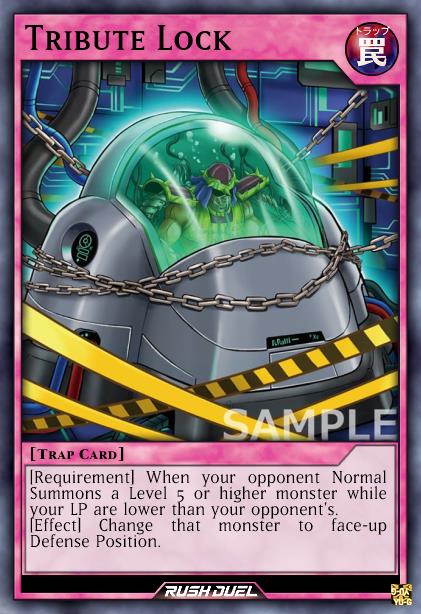 Tribute Lock
トラップ
罠
SAMPLE
[Trap Card]
[Requirement] When your opponent Normal
Summons a Level 5 or higher monster while
your LP are lower than your opponent's.
[Effect] Change that monster to face-up
Defense Position.
RUSH DUEL